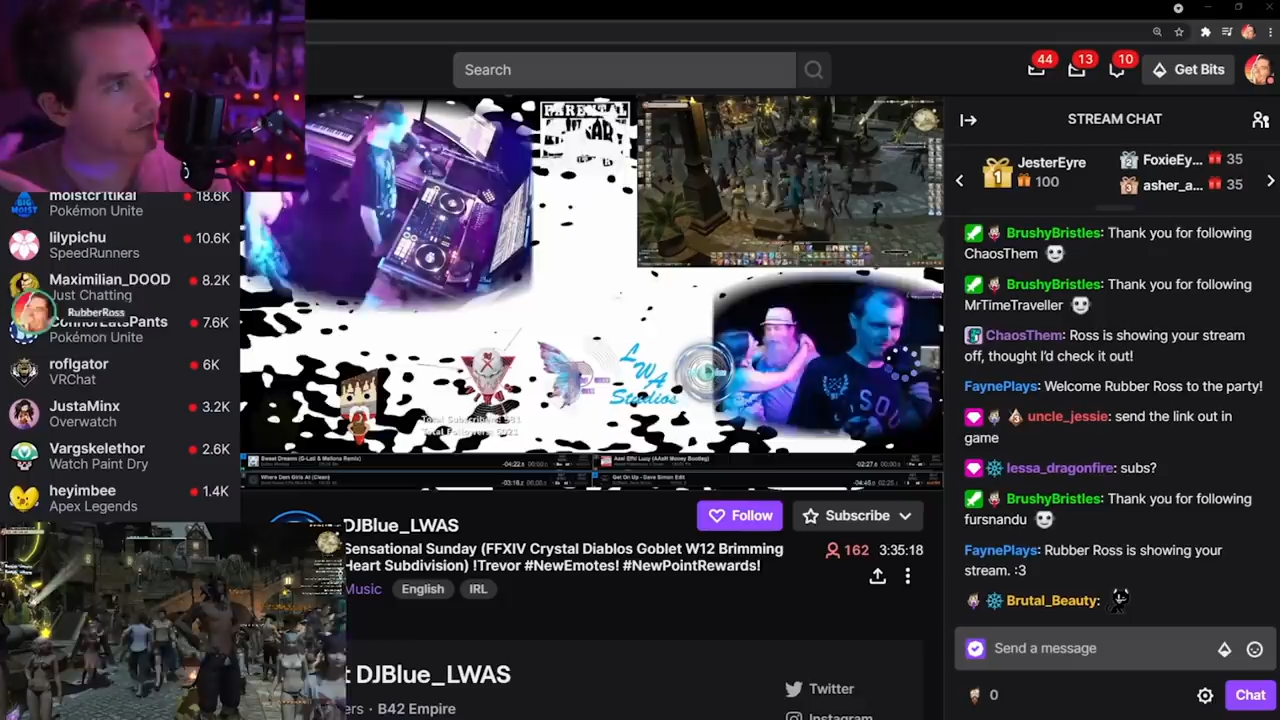 Search
44
13
10
Get Bits
STREAM CHAT
JesterEyre
100
FoxieEy... 35
asher_a... 35
moistcr1tikal 18.6K
Pokémon Unite
lilypichu 10.6K
SpeedRunners
Maximilian_DOOD 8.2K
Just Chatting
RubberRoss
ConnorEatsPants 7.6K
Pokémon Unite
roflgator 6K
VRChat
JustaMinx 3.2K
Overwatch
Vargskelethor 2.6K
Watch Paint Dry
heyimbee 1.4K
Apex Legends
PARENTAL
LWA
Studios
DJBlue_LWAS
Follow
Subscribe
Sensational Sunday (FFXIV Crystal Diablos Goblet W12 Brimming
Heart Subdivision) !Trevor #NewEmotes! #NewPointRewards!
162 3:35:18
Music English IRL
DJBlue_LWAS
B42 Empire
Twitter
Instagram
BrushyBristles: Thank you for following
ChaosThem
BrushyBristles: Thank you for following
MrTimeTraveller
ChaosThem: Ross is showing your stream
off, thought I'd check it out!
FaynePlays: Welcome Rubber Ross to the party!
uncle_jessie: send the link out in
game
lessa_dragonfire: subs?
BrushyBristles: Thank you for following
fursnandu
FaynePlays: Rubber Ross is showing your
stream. :3
Brutal_Beauty:
Send a message
0
Chat